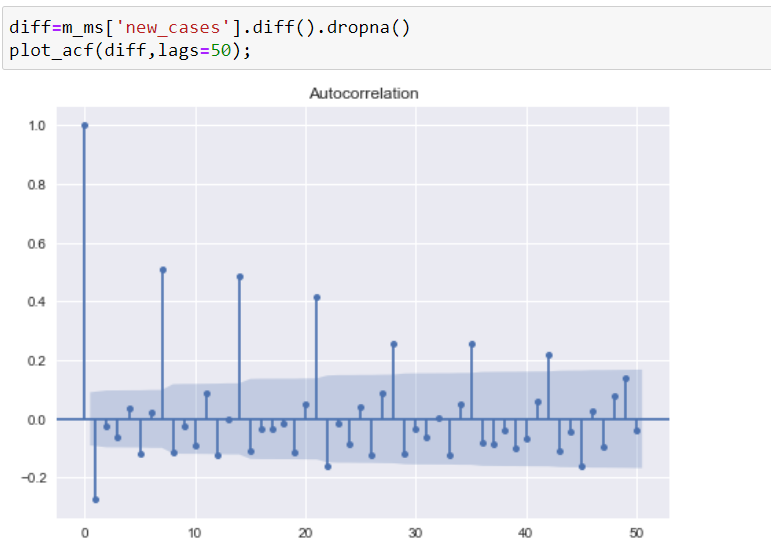 diff=m_ms['new_cases'].diff().dropna()
plot_acf(diff,lags=50);
Autocorrelation
1.0
0.8
0.6
0.4
0.2
0.0
−0.2
0 10 20 30 40 50